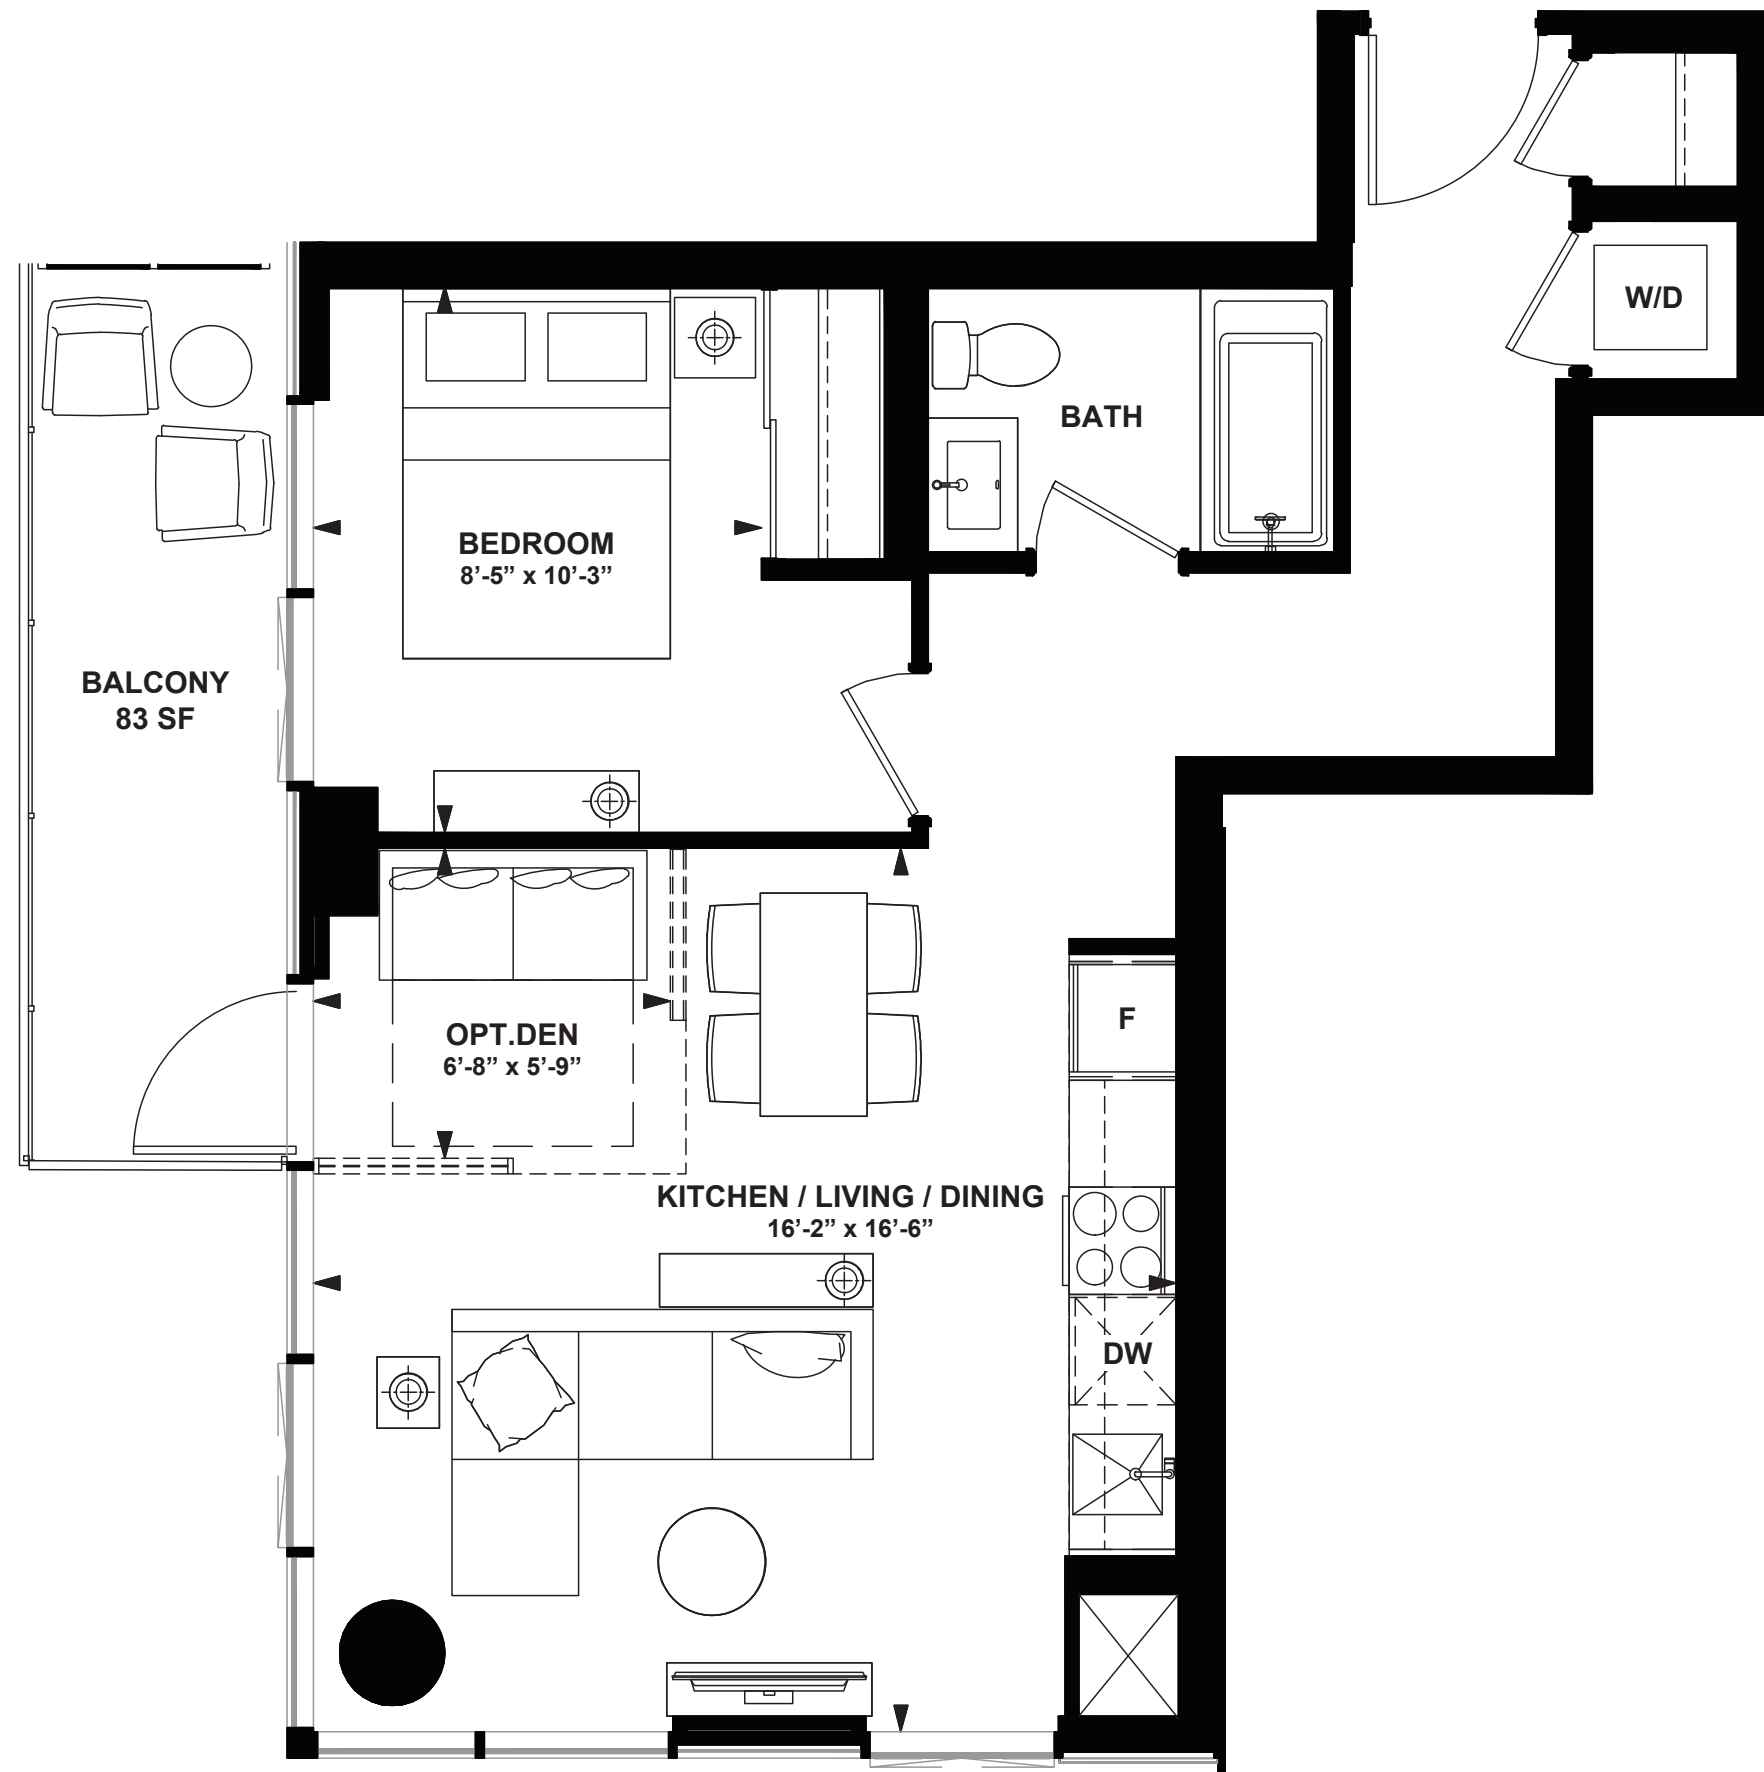 W/D
BATH
BEDROOM
8’-5” x 10’-3”
BALCONY
83 SF
F
OPT.DEN
6’-8” x 5’-9”
KITCHEN / LIVING / DINING
16’-2” x 16’-6”
DW